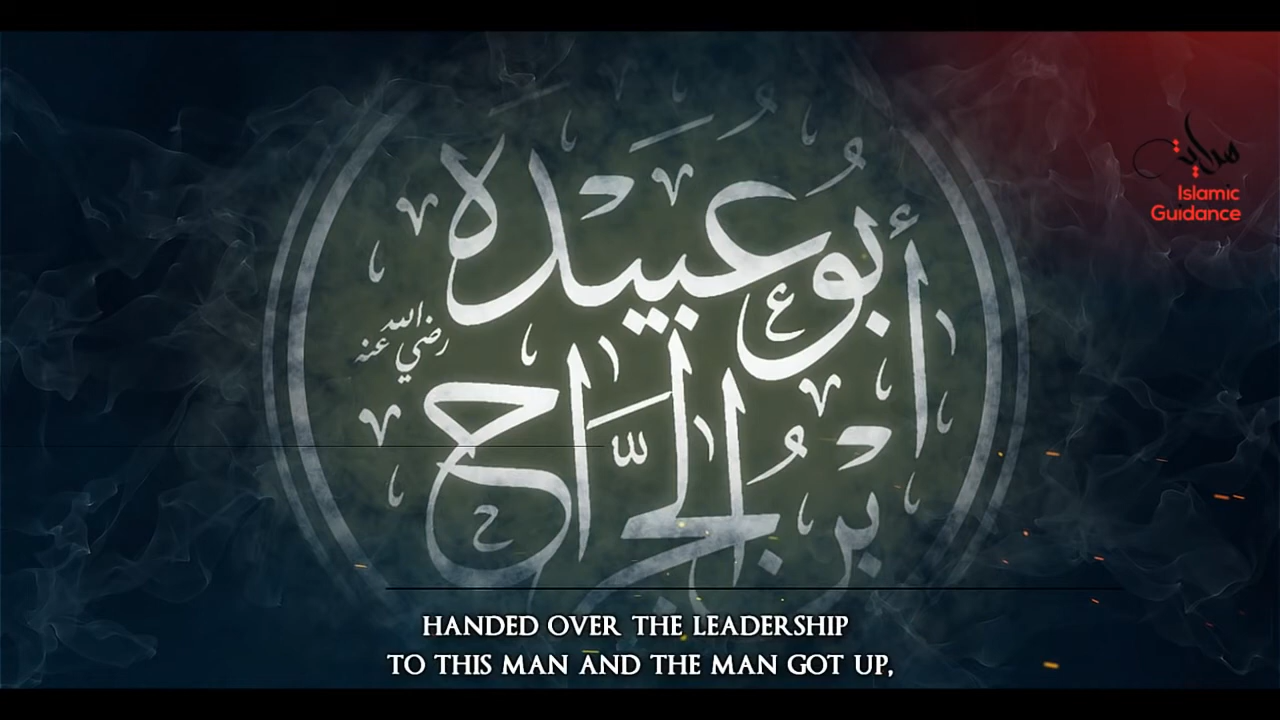 أبو عبيده
ابن الجراح
رضي الله عنه
هداية
Islamic
Guidance
HANDED OVER THE LEADERSHIP
TO THIS MAN AND THE MAN GOT UP,